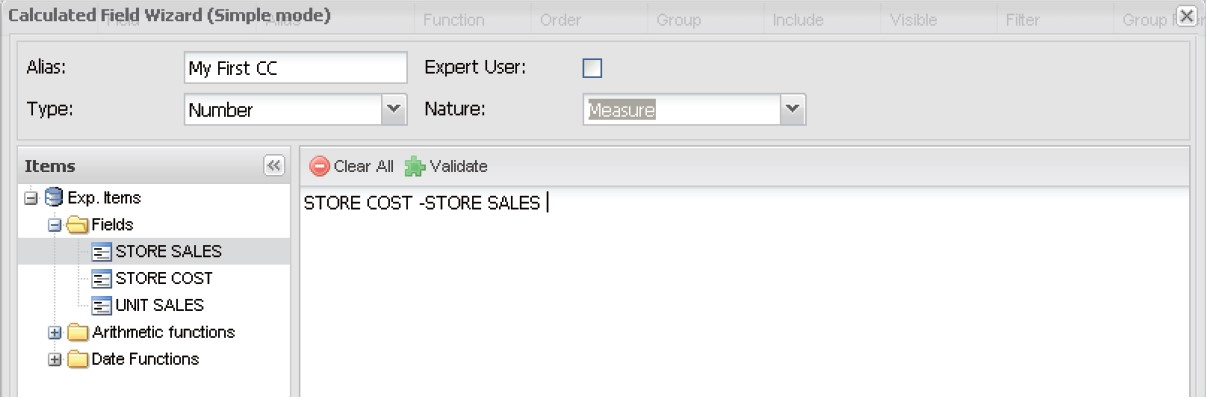 Calculated Field Wizard (Simple mode)
Field Alias Function Order Group Include Visible Filter Group
Alias: My First CC Expert User:
Type: Number Nature: Measure
Items Clear All Validate
Exp. Items
STORE COST -STORE SALES
Fields
STORE SALES
STORE COST
UNIT SALES
Arithmetic functions
Date Functions